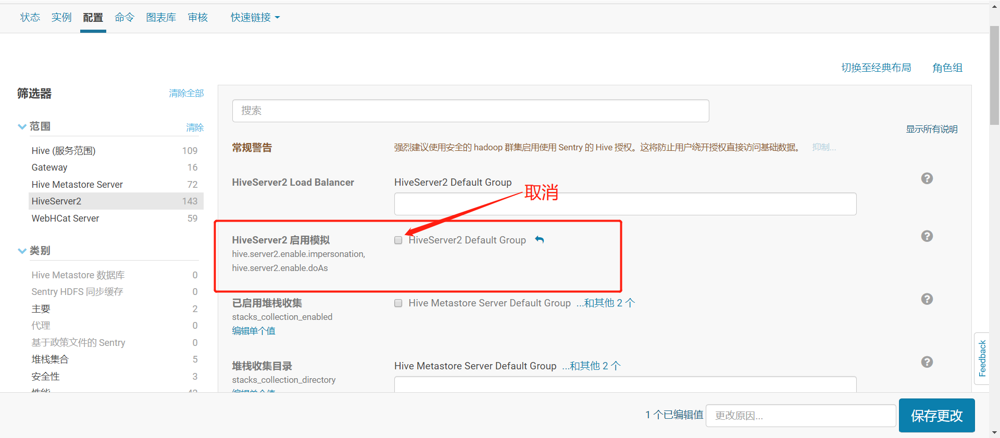 状态 实例 配置 命令 图表库 审核 快速链接
切换至经典布局 角色组
筛选器 清除全部
搜索
范围 清除
显示所有说明
Hive (服务范围) 109
Gateway 16
Hive Metastore Server 72
HiveServer2 143
WebHCat Server 59
类别
Hive Metastore 数据库 0
Sentry HDFS 同步缓存 0
主要 2
代理 0
基于政策文件的 Sentry 0
堆栈集合 5
安全性 3
性能 42
常规警告 强烈建议使用安全的 hadoop 群集启用使用 Sentry 的 Hive 授权。这将防止用户绕开授权直接访问基础数据。 抑制...
HiveServer2 Load Balancer HiveServer2 Default Group
取消
HiveServer2 启用模拟 HiveServer2 Default Group
hive.server2.enable.impersonation,
hive.server2.enable.doAs
已启用堆栈收集 Hive Metastore Server Default Group ...和其他 2 个
stacks_collection_enabled
编辑单个值
堆栈收集目录 Hive Metastore Server Default Group ...和其他 2 个
stacks_collection_directory
编辑单个值
Feedback
1 个已编辑值 更改原因... 保存更改